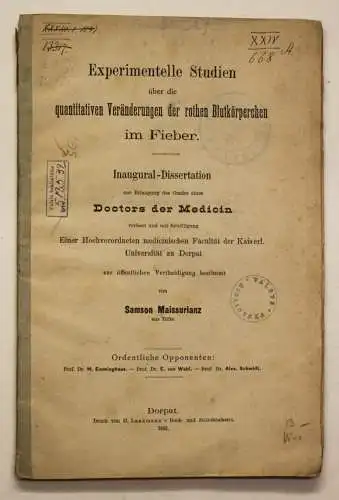 XXIV
668 A
Experimentelle Studien
über die
quantitativen Veränderungen der rothen Blutkörperchen
im Fieber.
Inaugural-Dissertation
zur Erlangung des Grades eines
Doctors der Medicin
verfasst und mit Bewilligung
Einer Hochverordneten medicinischen Facultät der Kaiserl.
Universität zu Dorpat
zur öffentlichen Vertheidigung bestimmt
von
Samson Maissurianz
aus Tiflis
Ordentliche Opponenten:
Prof. Dr. H. Emminghaus. — Prof. Dr. E. von Wahl. — Prof. Dr. Alex. Schmidt.
Dorpat.
Druck von H. Laakmann's Buch- und Steindruckerei.
1882.